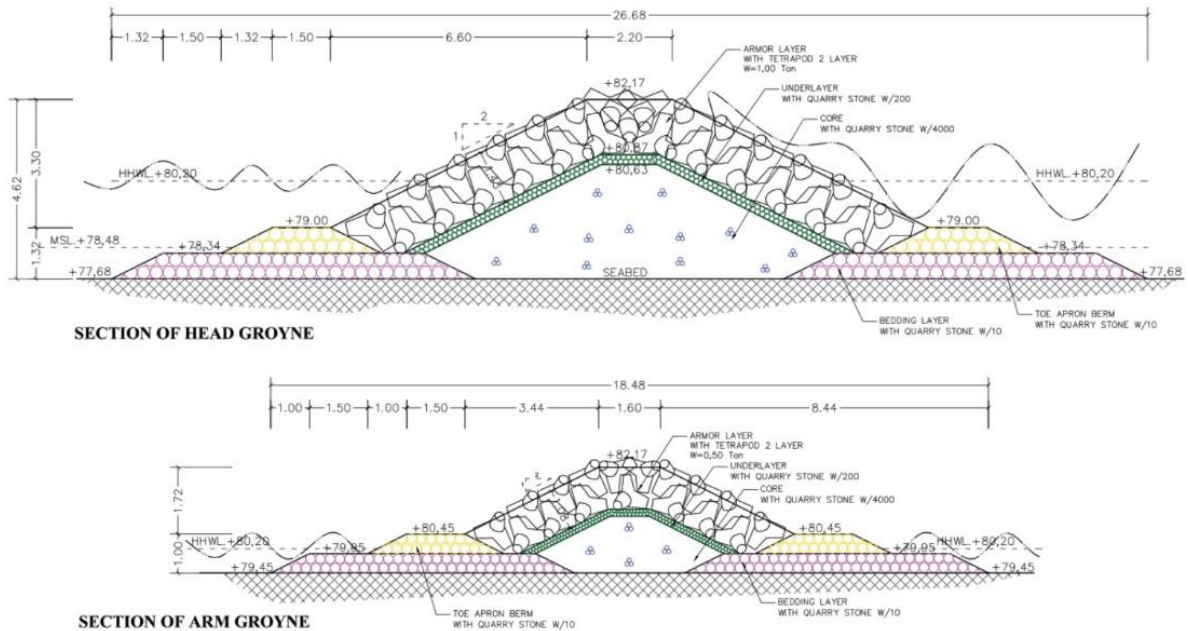 26.68
1.32 1.50 1.32 1.50 6.60 2.20
ARMOR LAYER
WITH TETRAPOD 2 LAYER
W=1,00 Ton
+82,17
UNDERLAYER
WITH QUARRY STONE W/200
2
CORE
WITH QUARRY STONE W/4000
1
+80,87
+80,63
3.30
4.62
HHWL.+80,20
HHWL.+80,20
+79.00
+79.00
MSL.+78,48
+78,34
+78,34
1.32
+77,68
SEABED
+77,68
BEDDING LAYER
WITH QUARRY STONE W/10
TOE APRON BERM
WITH QUARRY STONE W/10
SECTION OF HEAD GROYNE
18.48
1.00 1.50 1.00 1.50 3.44 1.60 8.44
ARMOR LAYER
WITH TETRAPOD 2 LAYER
W=0,50 Ton
+82,17
UNDERLAYER
WITH QUARRY STONE W/200
CORE
WITH QUARRY STONE W/4000
1.72
+80,45
+80,45
HHWL.+80,20
HHWL.+80,20
+79,95
+79,95
1.00
+79,45
+79,45
TOE APRON BERM
WITH QUARRY STONE W/10
BEDDING LAYER
WITH QUARRY STONE W/10
SECTION OF ARM GROYNE